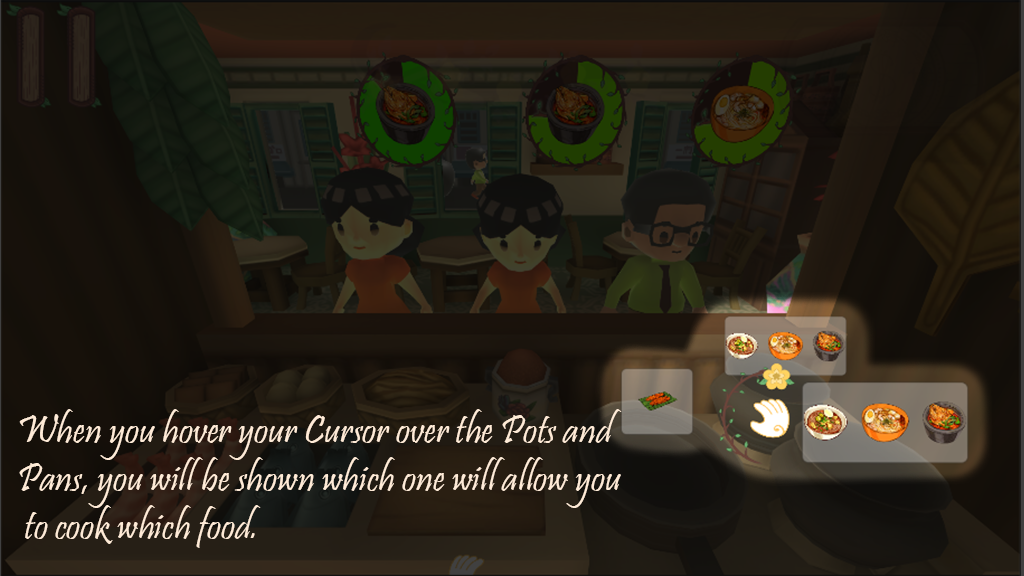 When you hover your Cursor over the Pots and
Pans, you will be shown which one will allow you
to cook which food.